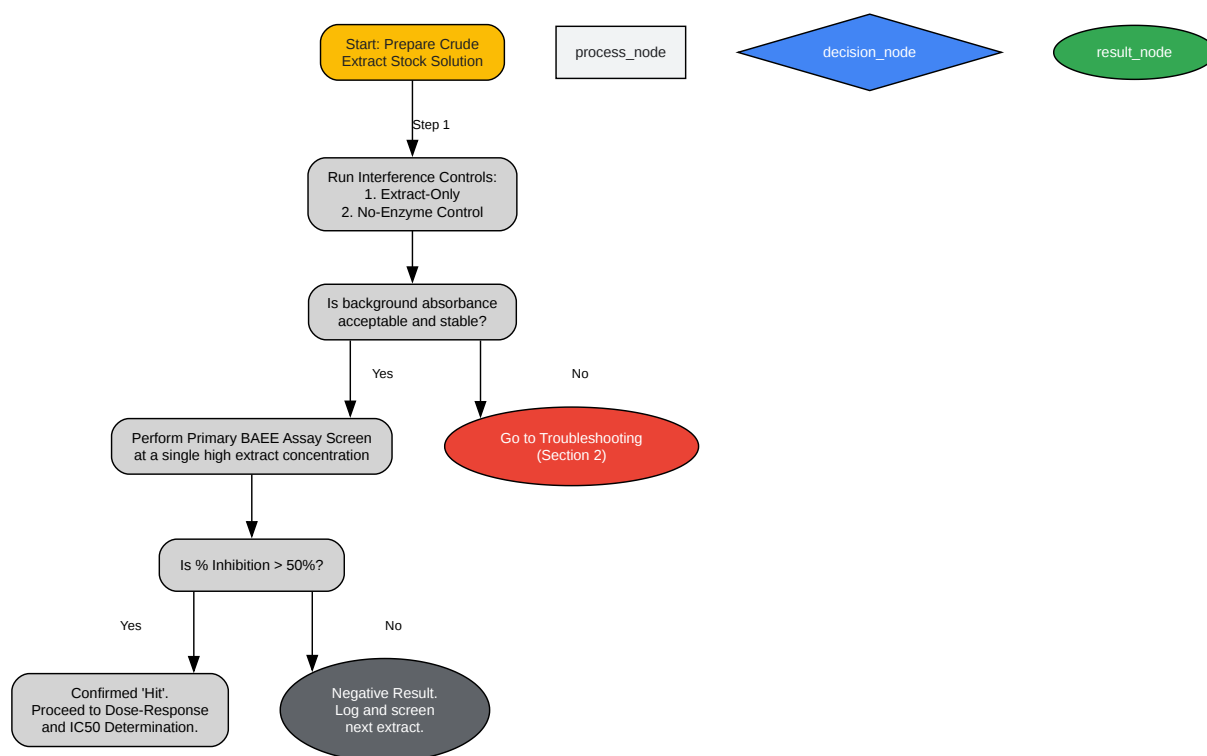 Start: Prepare Crude
Extract Stock Solution
process_node
decision_node
result_node
Step 1
Run Interference Controls:
1. Extract-Only
2. No-Enzyme Control
Is background absorbance
acceptable and stable?
Yes
No
Perform Primary BAEE Assay Screen
at a single high extract concentration
Go to Troubleshooting
(Section 2)
Is % Inhibition > 50%?
Yes
No
Confirmed 'Hit'.
Proceed to Dose-Response
and IC50 Determination.
Negative Result.
Log and screen
next extract.